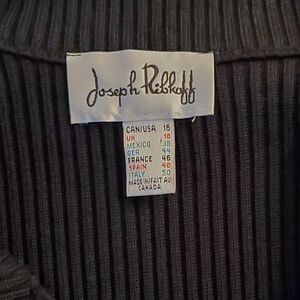 Joseph Ribkoff
CAN/USA 16
UK 18
MEXICO 38
GER 44
FRANCE 46
SPAIN 48
ITALY 50
MADE IN/FAIT AU
CANADA